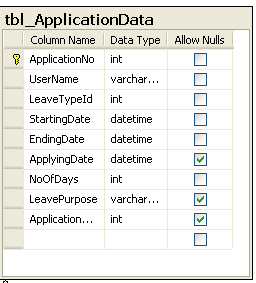 tbl_ApplicationData
Column Name Data Type Allow Nulls
ApplicationNo int
UserName varchar...
LeaveTypeId int
StartingDate datetime
EndingDate datetime
ApplyingDate datetime
NoOfDays int
LeavePurpose varchar...
Application... int